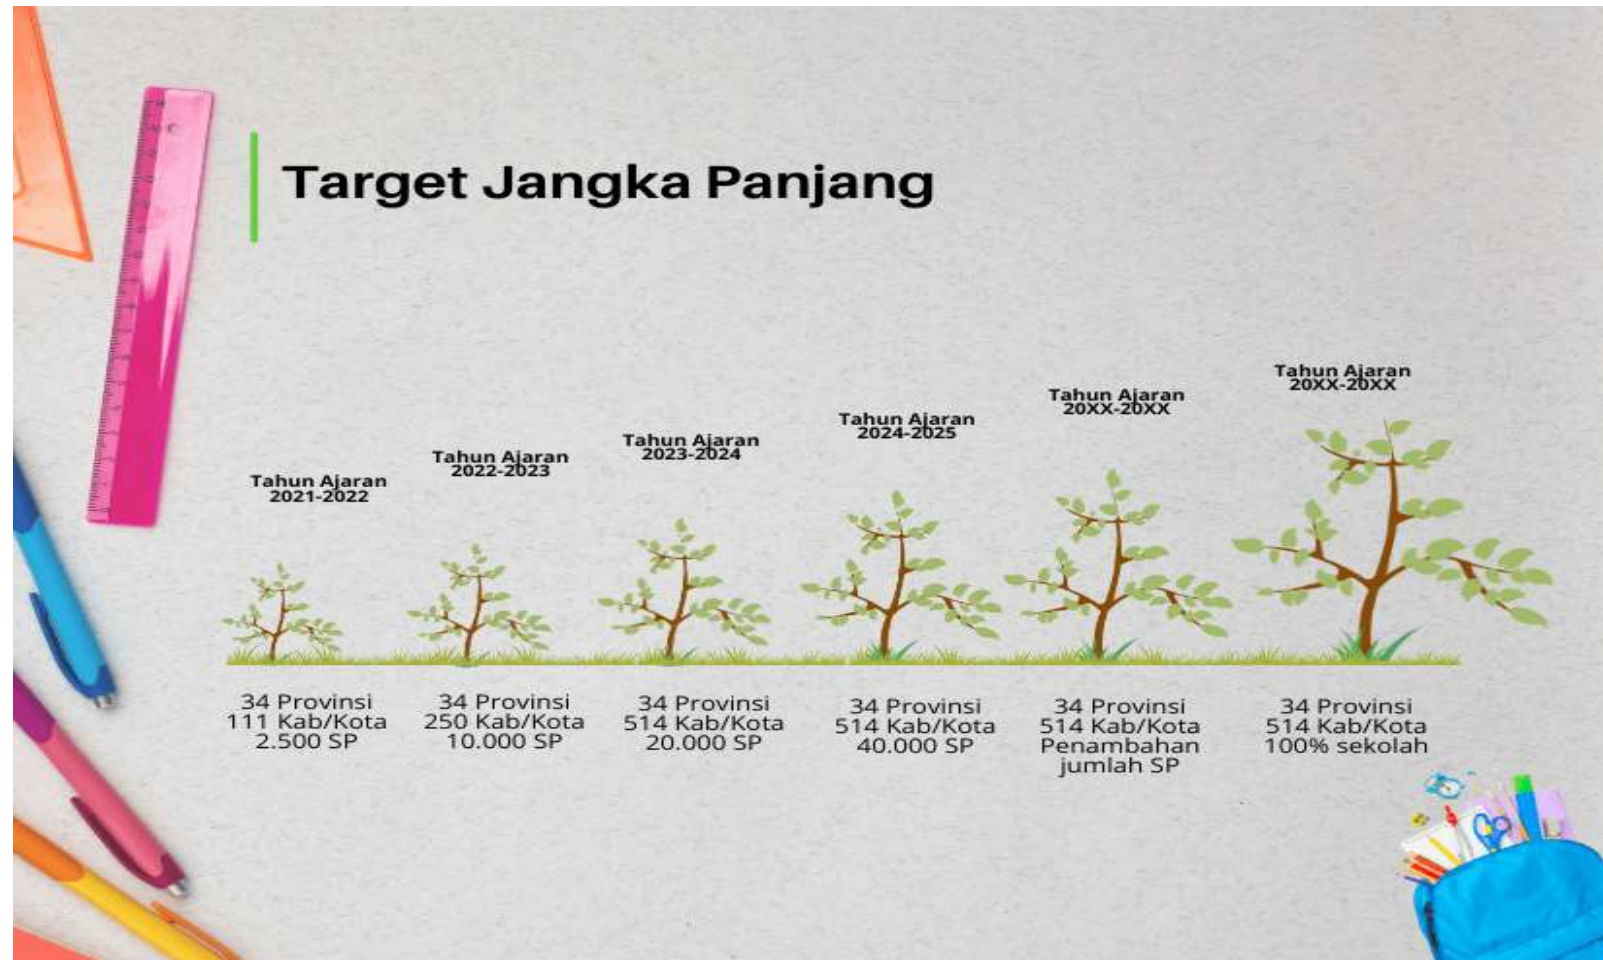 Target Jangka Panjang
Tahun Ajaran
2021-2022
Tahun Ajaran
2022-2023
Tahun Ajaran
2023-2024
Tahun Ajaran
2024-2025
Tahun Ajaran
20XX-20XX
Tahun Ajaran
20XX-20XX
34 Provinsi
111 Kab/Kota
2.500 SP
34 Provinsi
250 Kab/Kota
10.000 SP
34 Provinsi
514 Kab/Kota
20.000 SP
34 Provinsi
514 Kab/Kota
40.000 SP
34 Provinsi
514 Kab/Kota
Penambahan
jumlah SP
34 Provinsi
514 Kab/Kota
100% sekolah